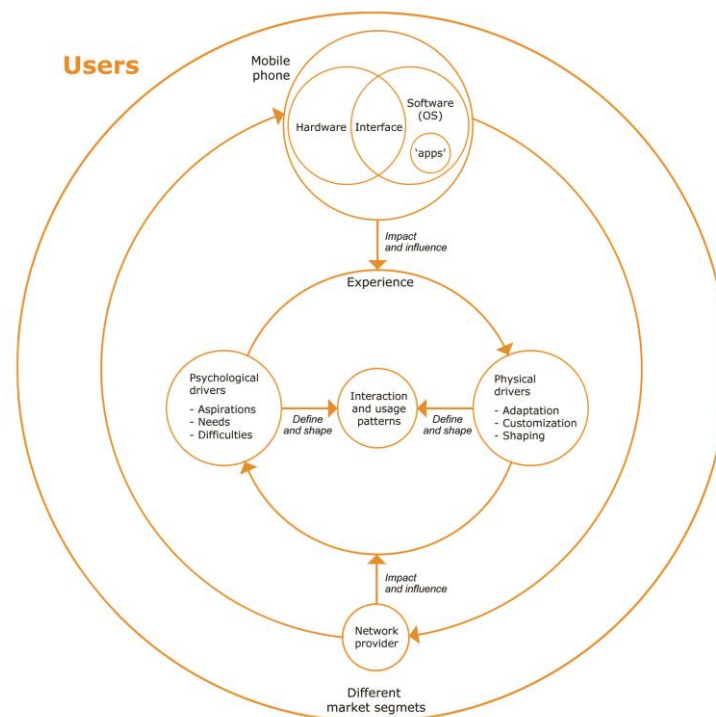 Users
Mobile
phone
Hardware
Interface
Software
(OS)
'apps'
Impact
and influence
Experience
Psychological
drivers
- Aspirations
- Needs
- Difficulties
Define
and shape
Interaction
and usage
patterns
Define
and shape
Physical
drivers
- Adaptation
- Customization
- Shaping
Impact
and influence
Network
provider
Different
market segmets